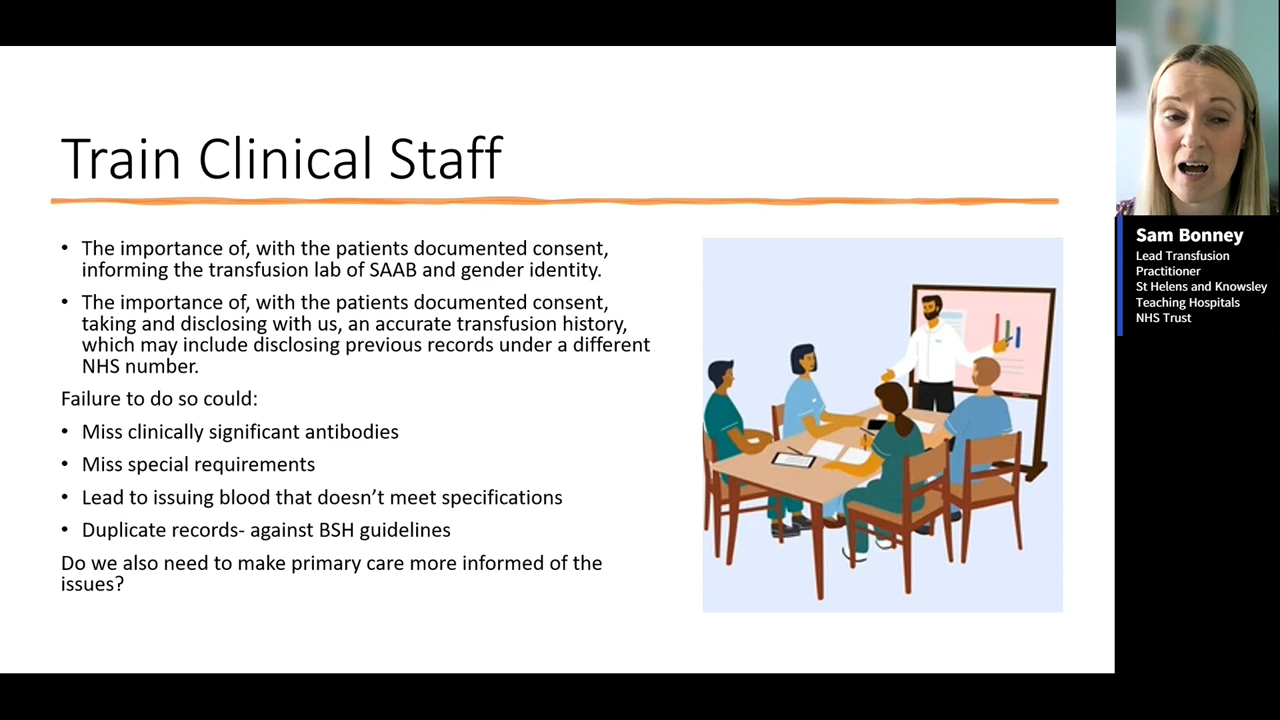 Train Clinical Staff
• The importance of, with the patients documented consent,
informing the transfusion lab of SAAB and gender identity.
• The importance of, with the patients documented consent,
taking and disclosing with us, an accurate transfusion history,
which may include disclosing previous records under a different
NHS number.
Failure to do so could:
• Miss clinically significant antibodies
• Miss special requirements
• Lead to issuing blood that doesn’t meet specifications
• Duplicate records- against BSH guidelines
Do we also need to make primary care more informed of the
issues?
Sam Bonney
Lead Transfusion
Practitioner
St Helens and Knowsley
Teaching Hospitals
NHS Trust